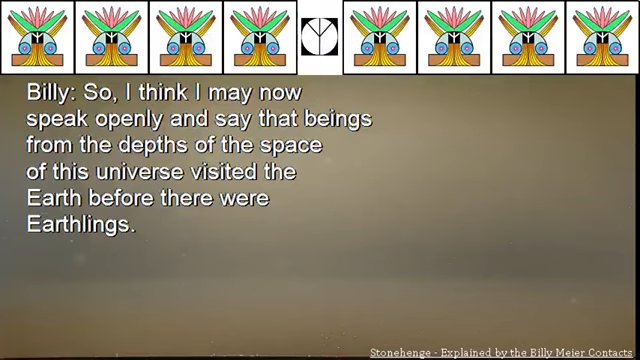 Billy: So, I think I may now
speak openly and say that beings
from the depths of the space
of this universe visited the
Earth before there were
Earthlings.
Stonehenge - Explained by the Billy Meier Contacts